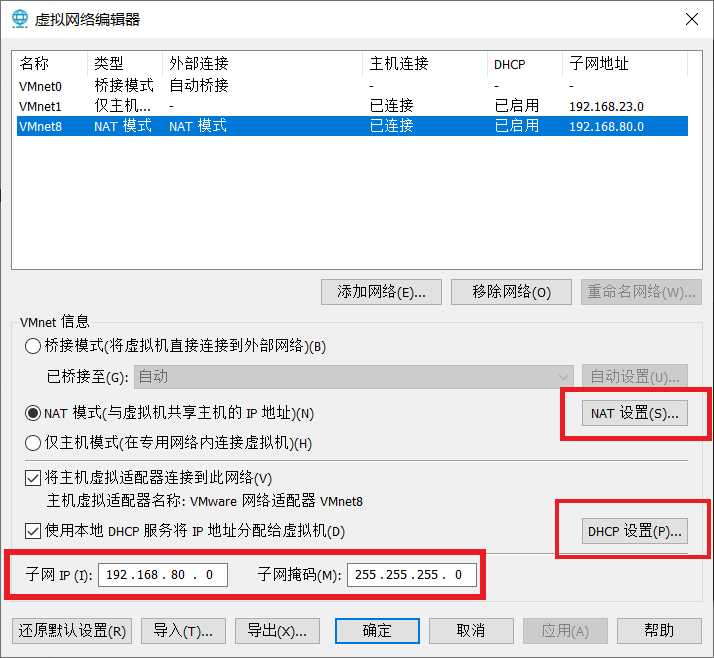 虚拟网络编辑器
名称 类型 外部连接 主机连接 DHCP 子网地址
VMnet0 桥接模式 自动桥接 - - -
VMnet1 仅主机... - 已连接 已启用 192.168.23.0
VMnet8 NAT 模式 NAT 模式 已连接 已启用 192.168.80.0
添加网络(E)... 移除网络(O) 重命名网络(W)...
VMnet 信息
桥接模式(将虚拟机直接连接到外部网络)(B)
已桥接至(G): 自动 自动设置(U)...
NAT 模式(与虚拟机共享主机的 IP 地址)(N) NAT 设置(S)...
仅主机模式(在专用网络内连接虚拟机)(H)
将主机虚拟适配器连接到此网络(V)
主机虚拟适配器名称: VMware 网络适配器 VMnet8
使用本地 DHCP 服务将 IP 地址分配给虚拟机(D) DHCP 设置(P)...
子网 IP (I): 192.168.80.0 子网掩码(M): 255.255.255.0
还原默认设置(R) 导入(T)... 导出(X)... 确定 取消 应用(A) 帮助